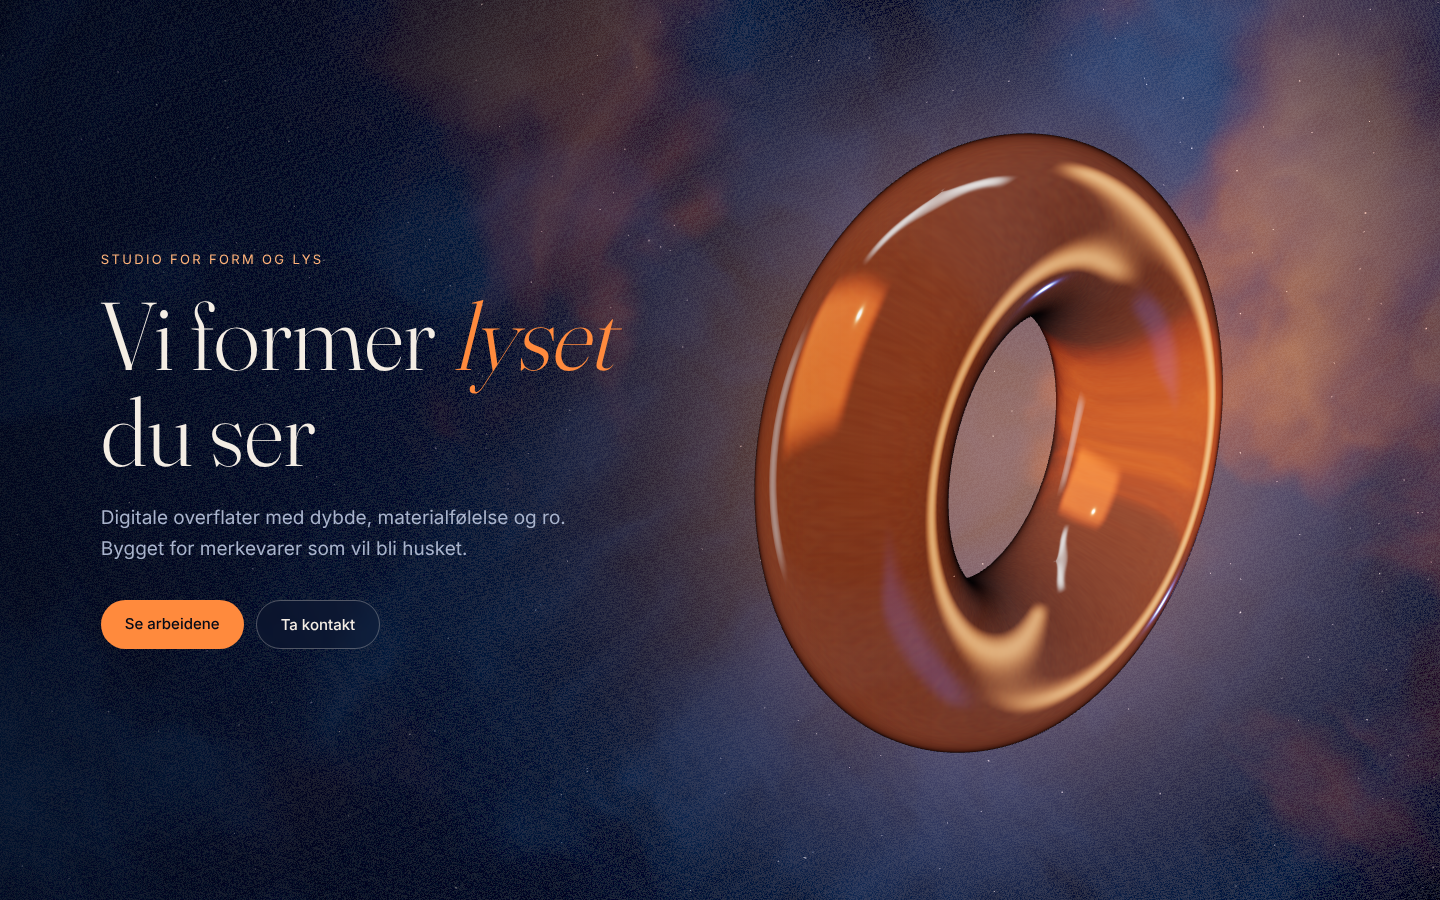 STUDIO FOR FORM OG LYS
Vi former lyset
du ser
Digitale overflater med dybde, materialfølelse og ro.
Bygget for merkevarer som vil bli husket.
Se arbeidene
Ta kontakt